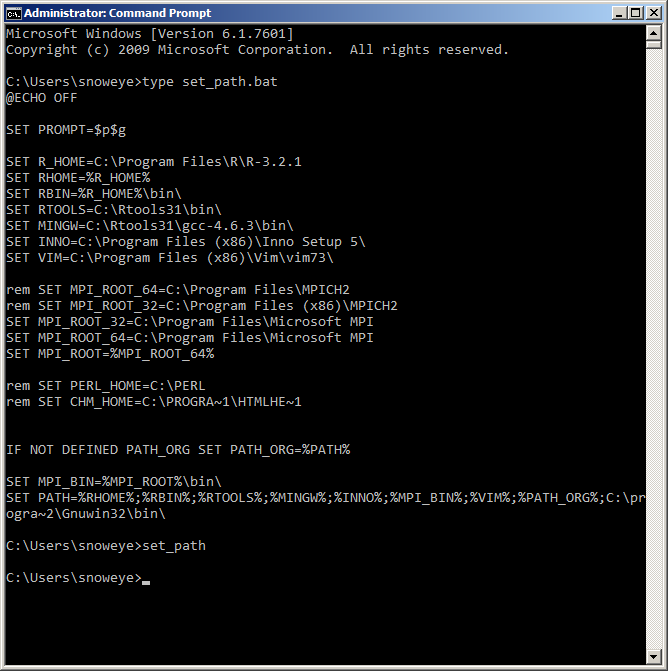 Administrator: Command Prompt
Microsoft Windows [Version 6.1.7601]
Copyright (c) 2009 Microsoft Corporation.  All rights reserved.
C:\Users\snoweye>type set_path.bat
@ECHO OFF
SET PROMPT=$p$g
SET R_HOME=C:\Program Files\R\R-3.2.1
SET RHOME=%R_HOME%
SET RBIN=%R_HOME%\bin\
SET RTOOLS=C:\Rtools31\bin\
SET MINGW=C:\Rtools31\gcc-4.6.3\bin\
SET INNO=C:\Program Files (x86)\Inno Setup 5\
SET VIM=C:\Program Files (x86)\Vim\vim73\
rem SET MPI_ROOT_64=C:\Program Files\MPICH2
rem SET MPI_ROOT_32=C:\Program Files (x86)\MPICH2
SET MPI_ROOT_32=C:\Program Files\Microsoft MPI
SET MPI_ROOT_64=C:\Program Files\Microsoft MPI
SET MPI_ROOT=%MPI_ROOT_64%
rem SET PERL_HOME=C:\PERL
rem SET CHM_HOME=C:\PROGRA~1\HTMLHE~1
IF NOT DEFINED PATH_ORG SET PATH_ORG=%PATH%
SET MPI_BIN=%MPI_ROOT%\bin\
SET PATH=%RHOME%;%RBIN%;%RTOOLS%;%MINGW%;%INNO%;%MPI_BIN%;%VIM%;%PATH_ORG%;C:\pr
ogra~2\Gnuwin32\bin\
C:\Users\snoweye>set_path
C:\Users\snoweye>